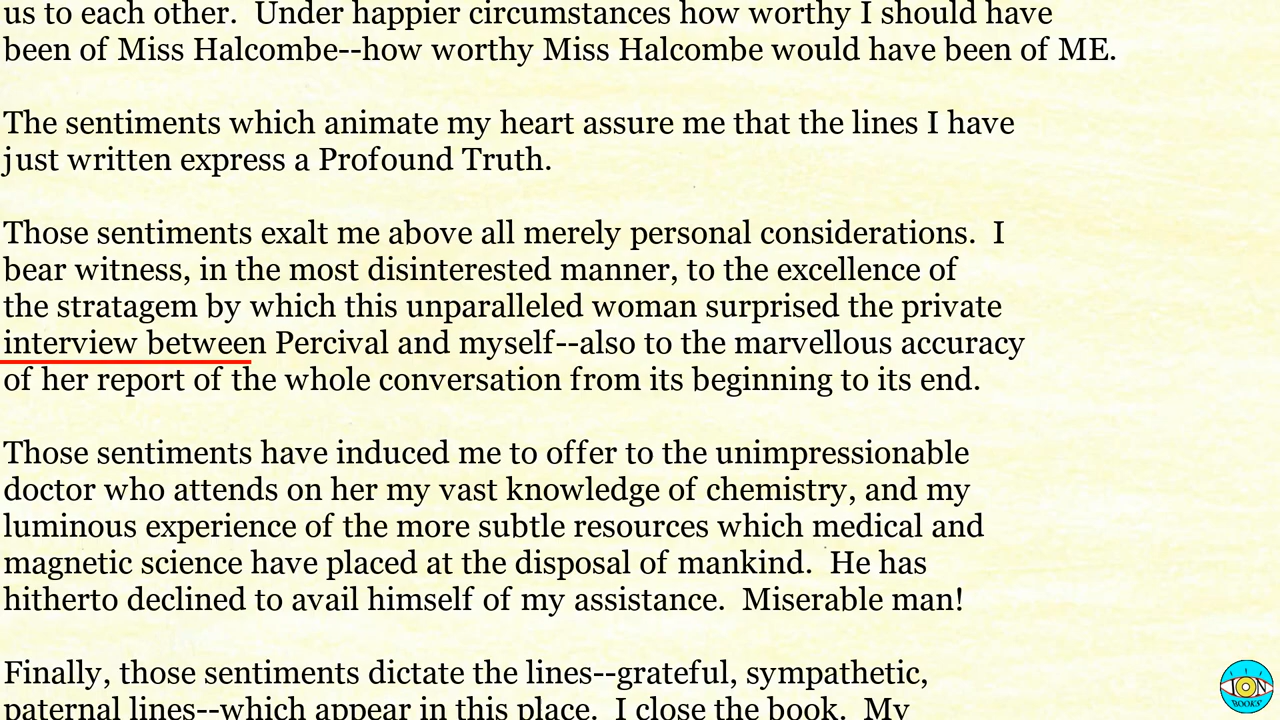 us to each other.  Under happier circumstances how worthy I should have
been of Miss Halcombe--how worthy Miss Halcombe would have been of ME.
The sentiments which animate my heart assure me that the lines I have
just written express a Profound Truth.
Those sentiments exalt me above all merely personal considerations.  I
bear witness, in the most disinterested manner, to the excellence of
the stratagem by which this unparalleled woman surprised the private
interview between Percival and myself--also to the marvellous accuracy
of her report of the whole conversation from its beginning to its end.
Those sentiments have induced me to offer to the unimpressionable
doctor who attends on her my vast knowledge of chemistry, and my
luminous experience of the more subtle resources which medical and
magnetic science have placed at the disposal of mankind.  He has
hitherto declined to avail himself of my assistance.  Miserable man!
Finally, those sentiments dictate the lines--grateful, sympathetic,
paternal lines--which appear in this place.  I close the book.  My
ION
BOOKS